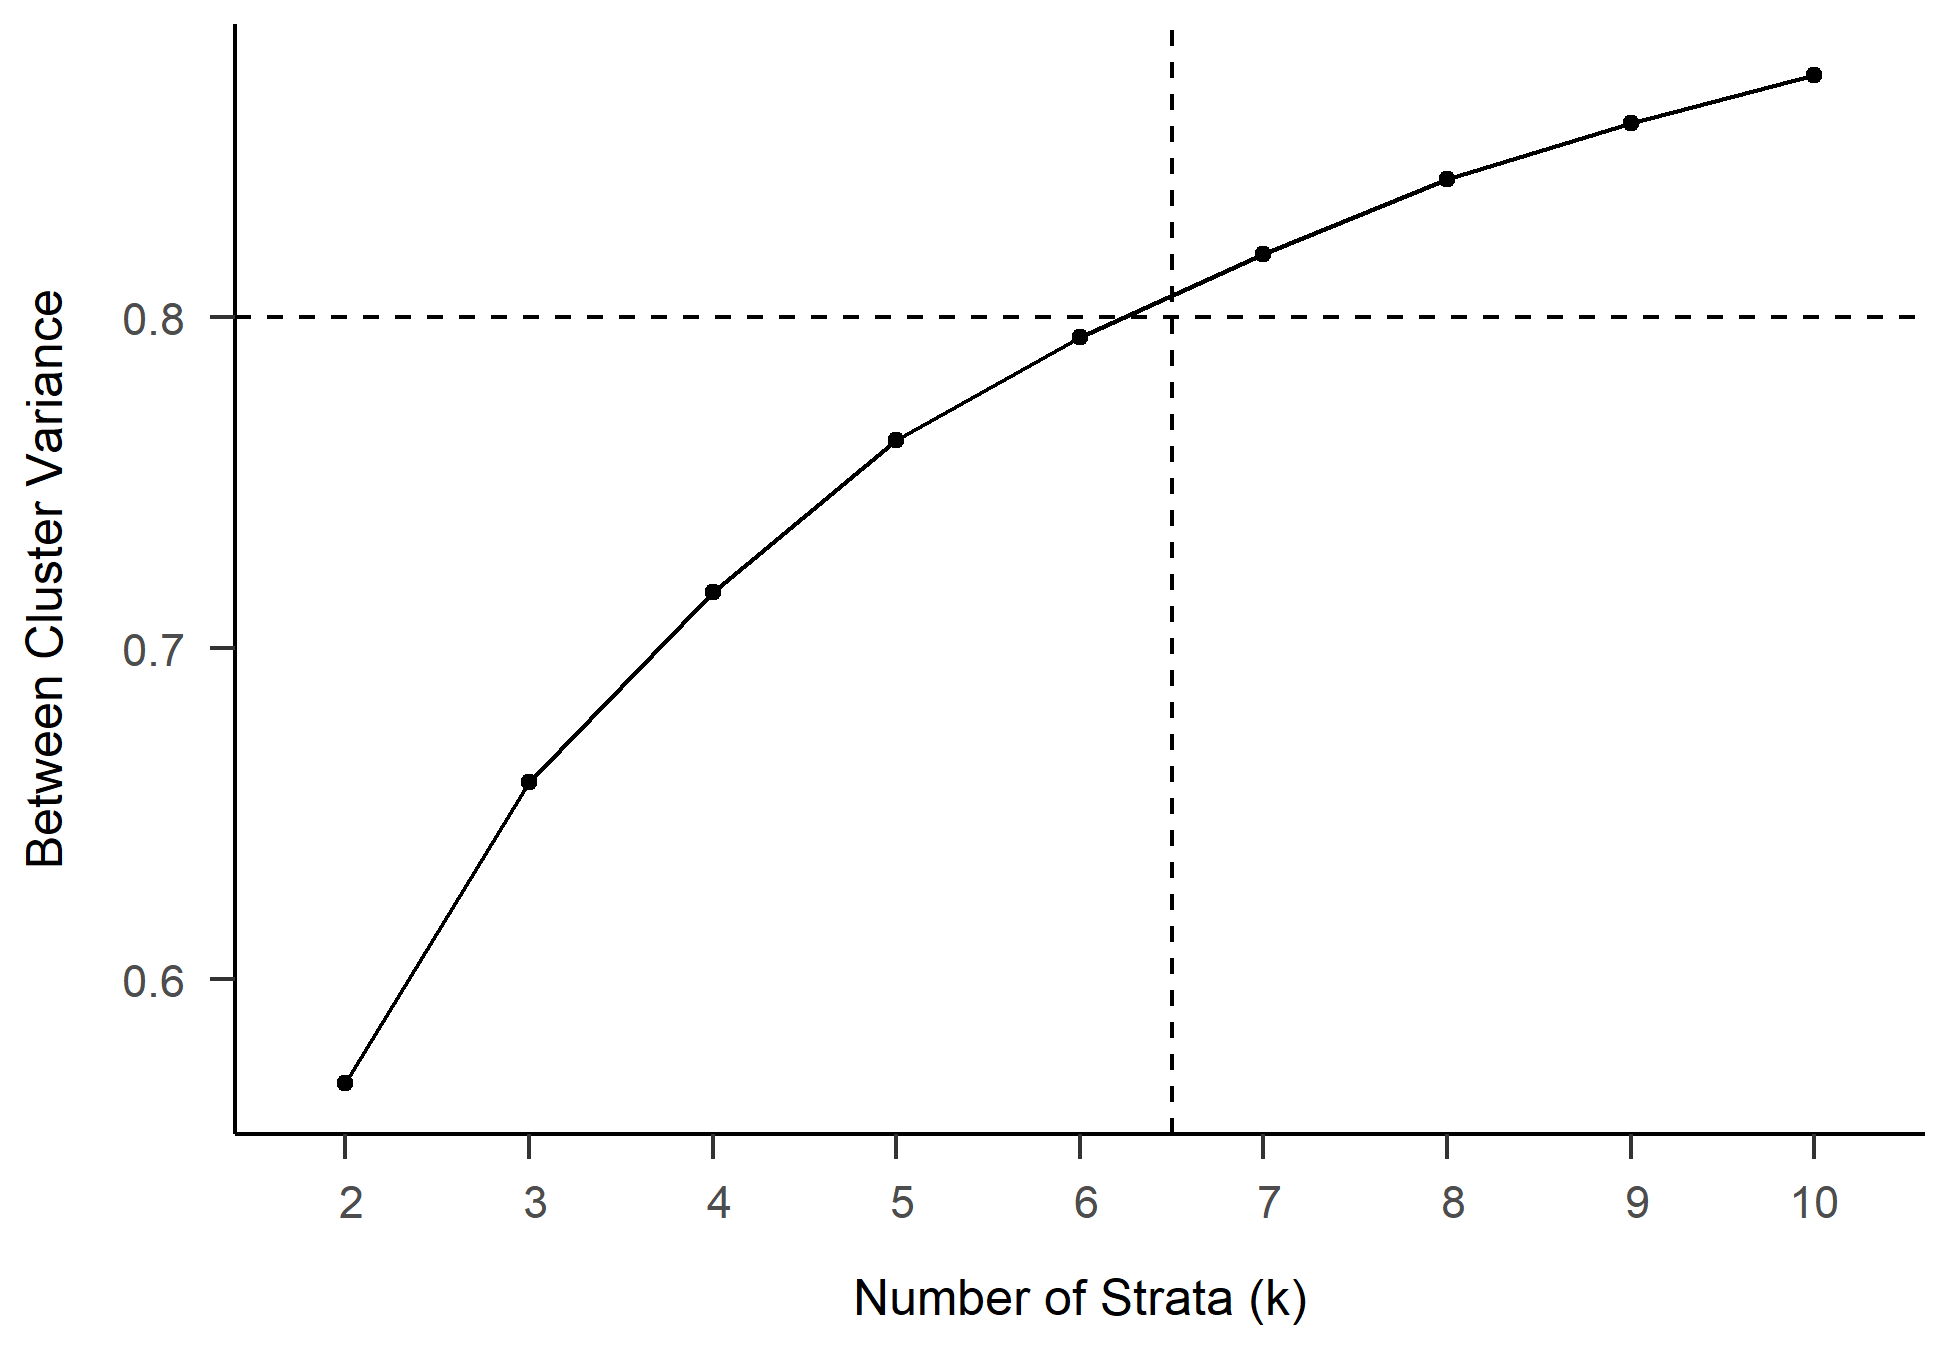 Between Cluster Variance
0.8
0.7
0.6
2 3 4 5 6 7 8 9 10
Number of Strata (k)